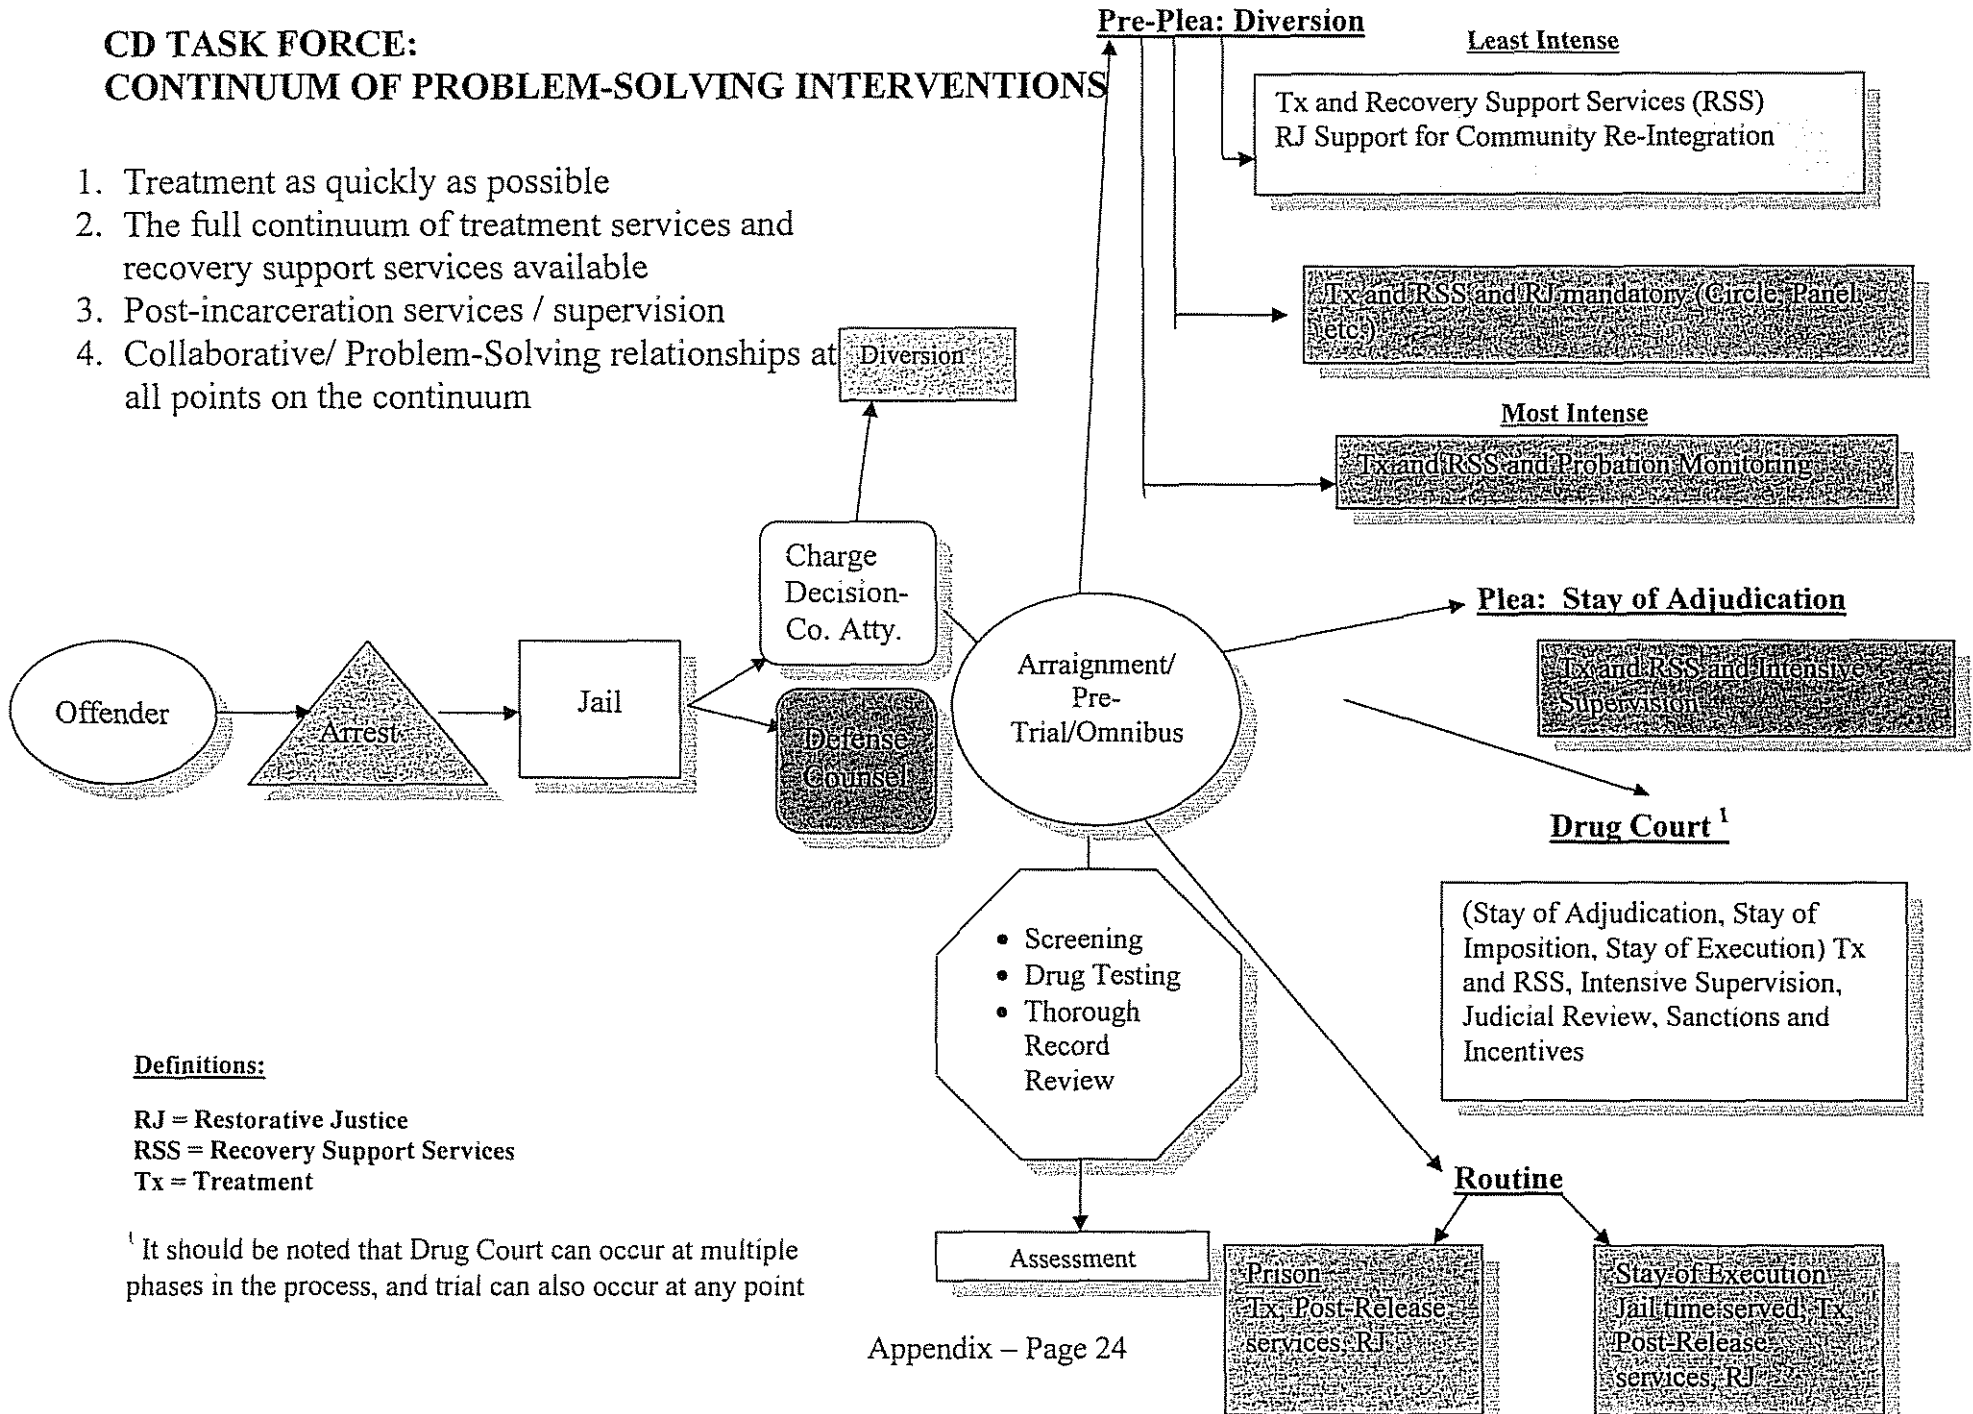 CD TASK FORCE:
CONTINUUM OF PROBLEM-SOLVING INTERVENTIONS
1. Treatment as quickly as possible
2. The full continuum of treatment services and
recovery support services available
3. Post-incarceration services / supervision
4. Collaborative/ Problem-Solving relationships at
all points on the continuum
Pre-Plea: Diversion
Least Intense
Tx and Recovery Support Services (RSS)
RJ Support for Community Re-Integration
Tx and RSS and RJ mandatory (Circle, Panel,
etc.)
Most Intense
Tx and RSS and Probation Monitoring
Diversion
Charge
Decision-
Co. Atty.
Offender
Arrest
Jail
Defense
Counsel
Arraignment/
Pre-
Trial/Omnibus
Plea: Stay of Adjudication
Tx and RSS and Intensive
Supervision
Drug Court 1
(Stay of Adjudication, Stay of
Imposition, Stay of Execution) Tx
and RSS, Intensive Supervision,
Judicial Review, Sanctions and
Incentives
• Screening
• Drug Testing
• Thorough
Record
Review
Assessment
Routine
Prison
Tx, Post-Release
services, RJ
Stay of Execution
Jail time served, Tx
Post-Release
services, RJ
Definitions:
RJ = Restorative Justice
RSS = Recovery Support Services
Tx = Treatment
1 It should be noted that Drug Court can occur at multiple
phases in the process, and trial can also occur at any point
Appendix – Page 24